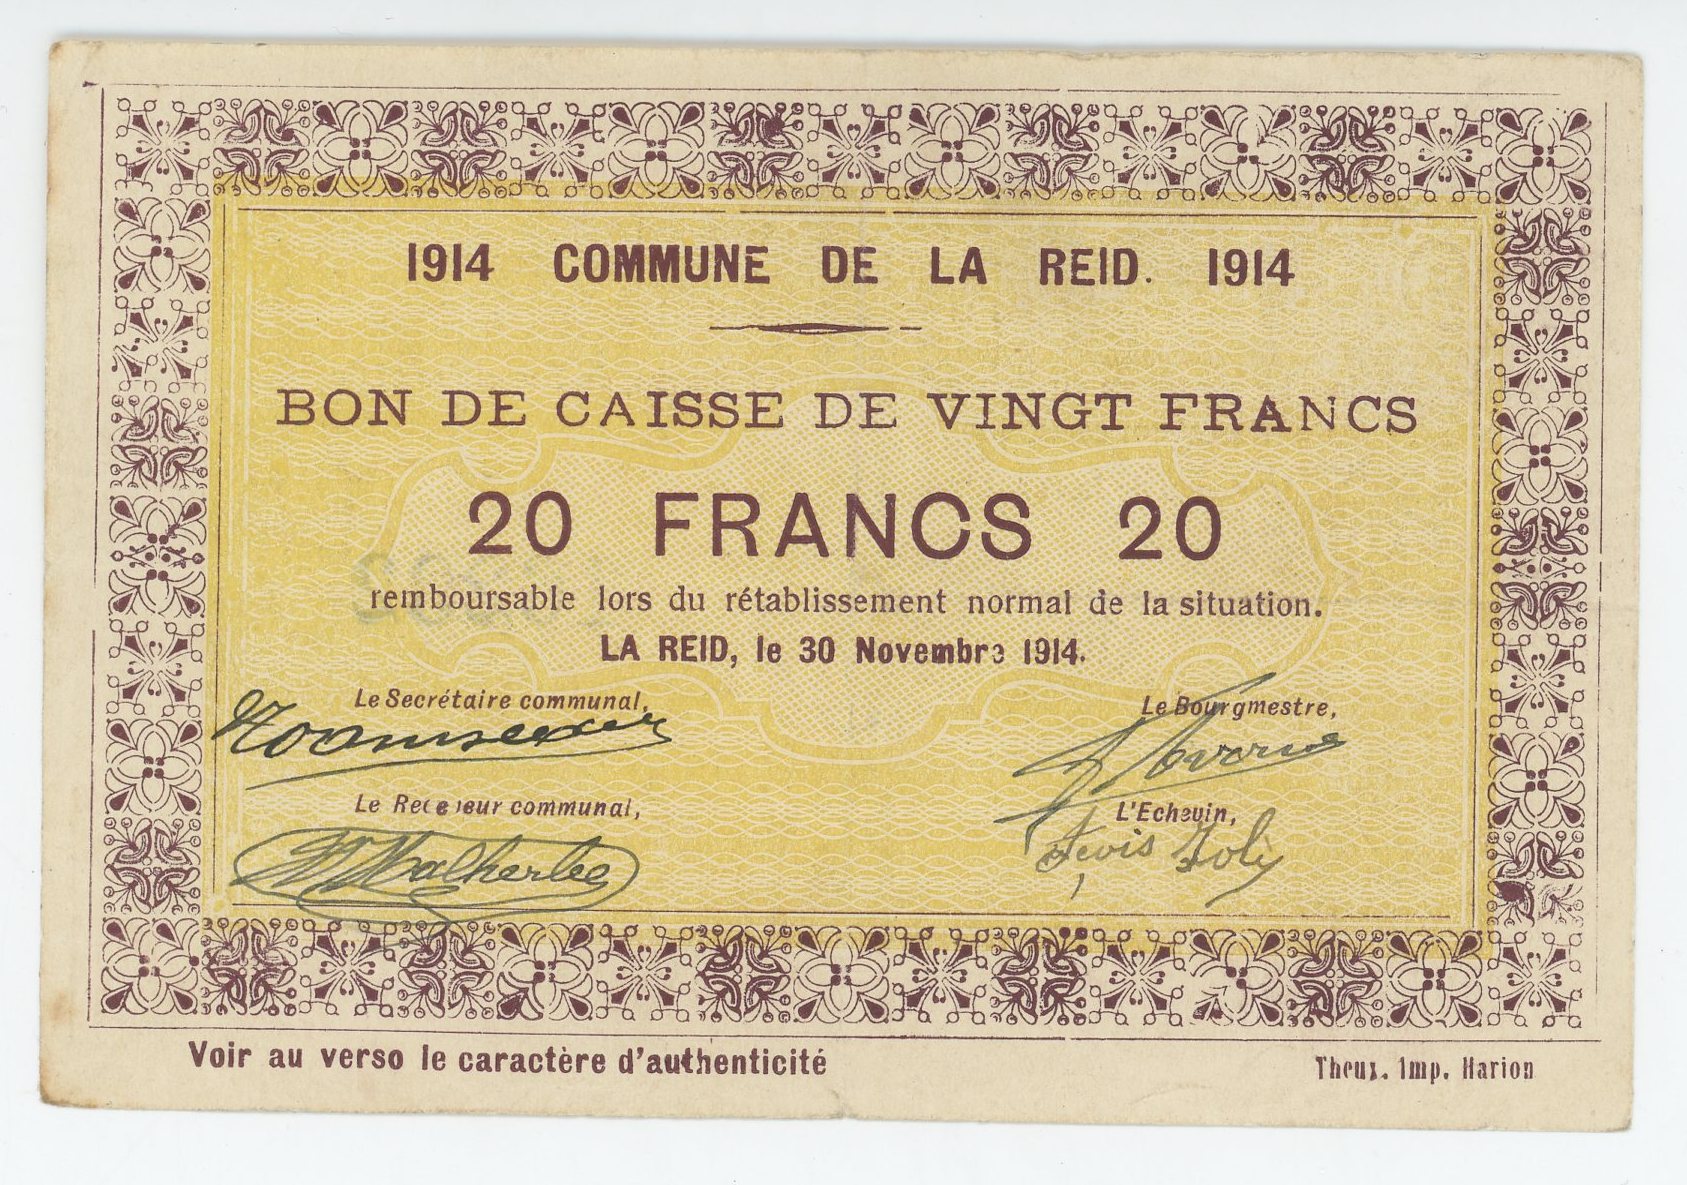 1914 COMMUNE DE LA REID. 1914
BON DE CAISSE DE VINGT FRANCS
20 FRANCS 20
remboursable lors du rétablissement normal de la situation.
LA REID, le 30 Novembre 1914.
Le Secrétaire communal,
Le Bourgmestre,
Le Receveur communal,
Malherbe
L'Echevin,
Joli
Voir au verso le caractère d'authenticité
Theux. Imp. Harion